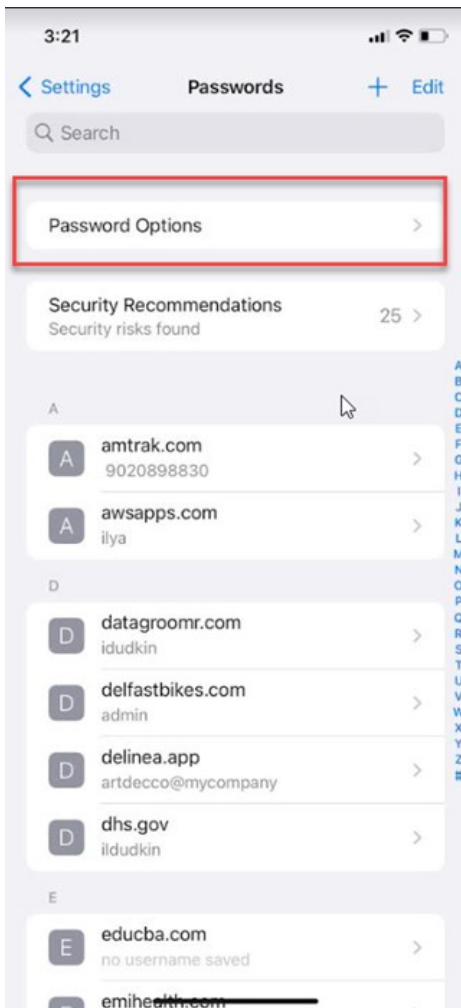 3:21
Settings Passwords + Edit
Search
Password Options
Security Recommendations
Security risks found
25
A
A
amtrak.com
9020898830
A
awsapps.com
ilya
D
D
datagroomr.com
idudkin
D
delfastbikes.com
admin
D
delinea.app
artdecco@mycompany
D
dhs.gov
ildudkin
E
E
educba.com
no username saved
emihealth.com
A
B
C
D
E
F
G
H
I
J
K
L
M
N
O
P
Q
R
S
T
U
V
W
X
Y
Z
#